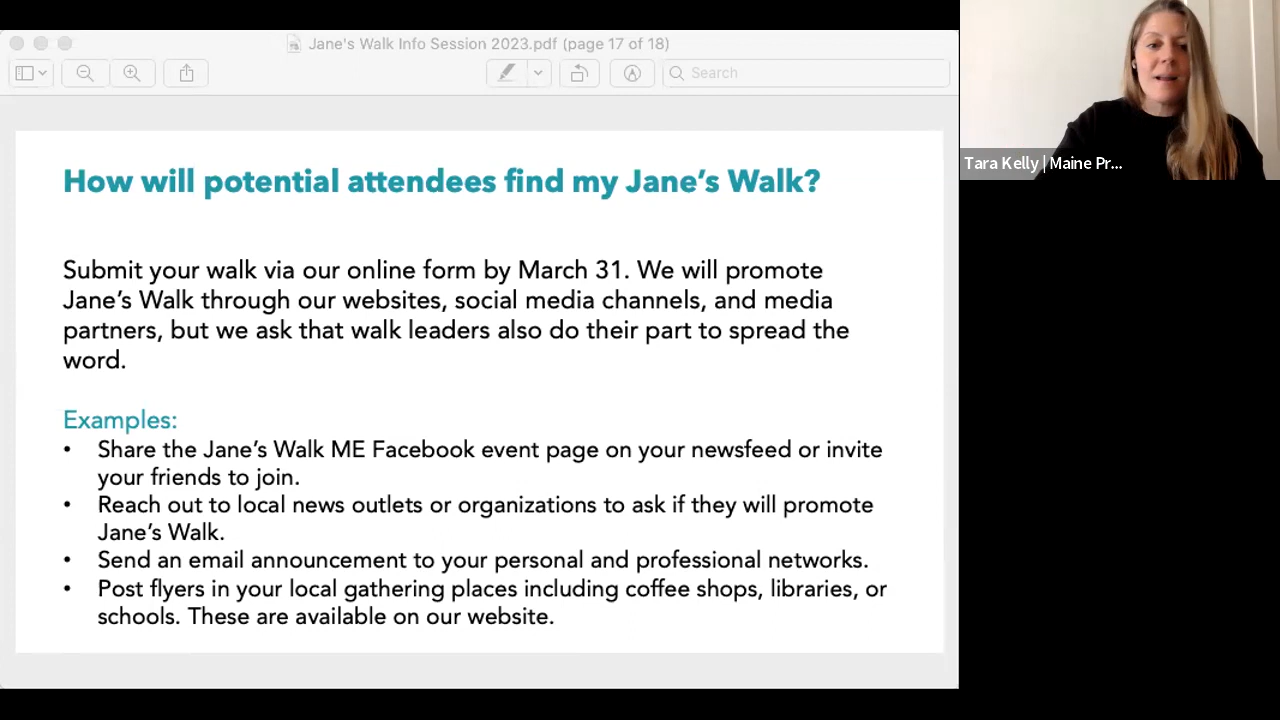 Jane's Walk Info Session 2023.pdf (page 17 of 18)
Search
How will potential attendees find my Jane's Walk?
Submit your walk via our online form by March 31. We will promote
Jane's Walk through our websites, social media channels, and media
partners, but we ask that walk leaders also do their part to spread the
word.
Examples:
• Share the Jane's Walk ME Facebook event page on your newsfeed or invite
your friends to join.
• Reach out to local news outlets or organizations to ask if they will promote
Jane's Walk.
• Send an email announcement to your personal and professional networks.
• Post flyers in your local gathering places including coffee shops, libraries, or
schools. These are available on our website.
Tara Kelly | Maine Pr...